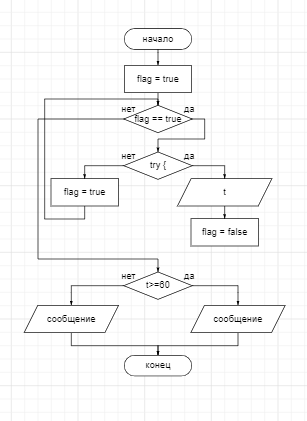 начало
flag = true
нет
да
flag == true
нет
да
try {
flag = true
t
flag = false
нет
да
t>=60
сообщение
сообщение
конец